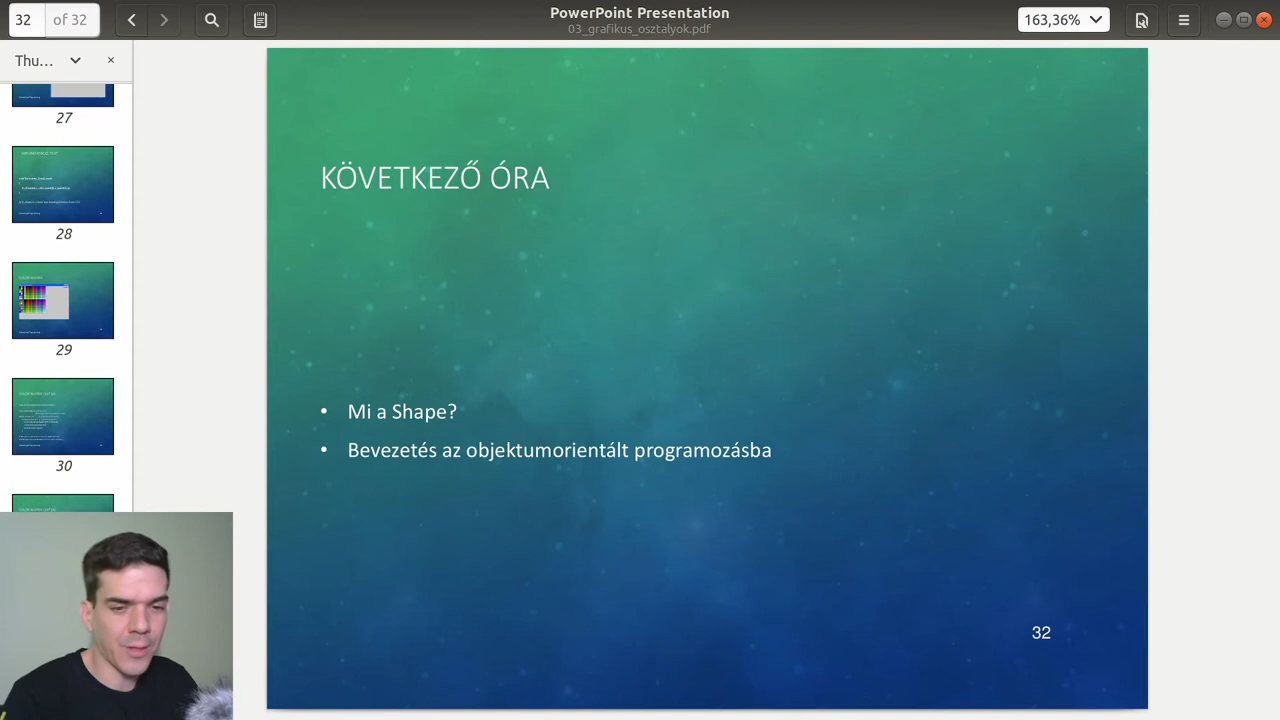 32 of 32
PowerPoint Presentation
03_grafikus_osztalyok.pdf
163,36%
Thu...
27
28
29
30
KÖVETKEZŐ ÓRA
• Mi a Shape?
• Bevezetés az objektumorientált programozásba
32